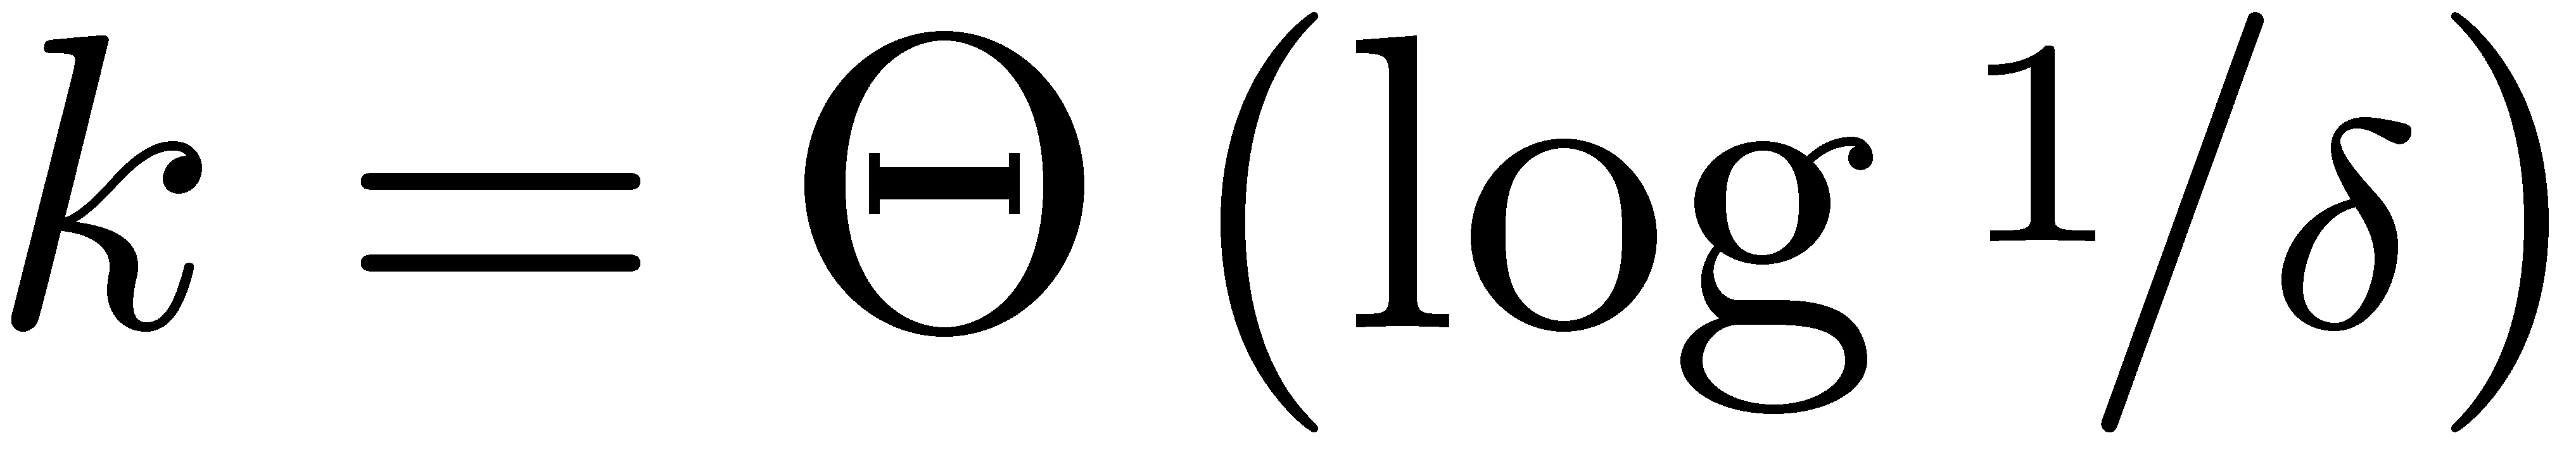 k = Θ (log 1/δ)